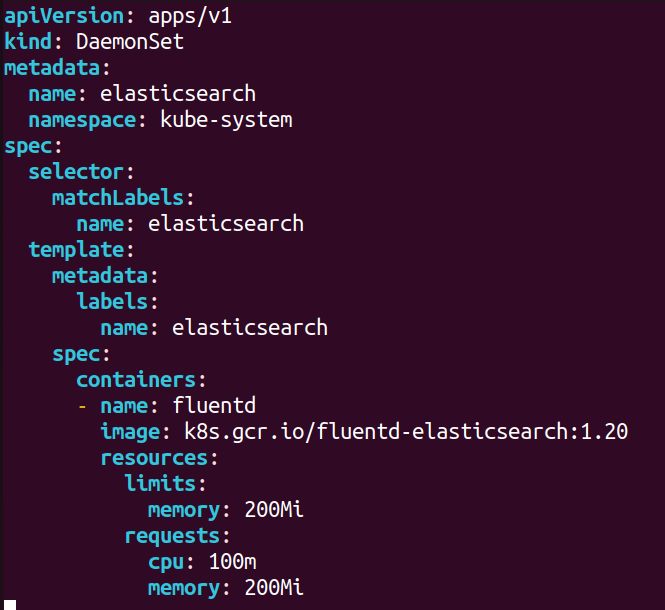 apiVersion: apps/v1
kind: DaemonSet
metadata:
  name: elasticsearch
  namespace: kube-system
spec:
  selector:
    matchLabels:
      name: elasticsearch
  template:
    metadata:
      labels:
        name: elasticsearch
    spec:
      containers:
      - name: fluentd
        image: k8s.gcr.io/fluentd-elasticsearch:1.20
        resources:
          limits:
            memory: 200Mi
          requests:
            cpu: 100m
            memory: 200Mi